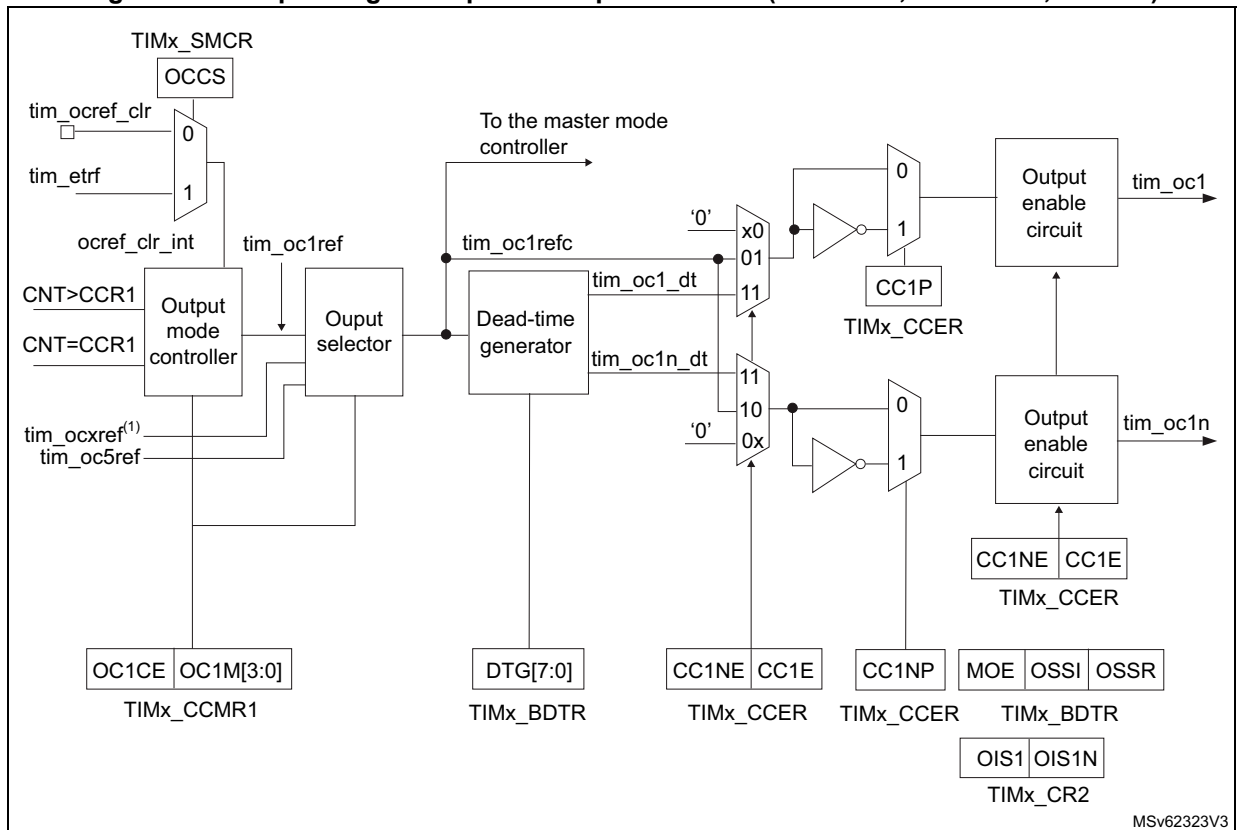 TIMx_SMCR
OCCS
tim_ocref_clr
0
To the master mode
controller
tim_etrf
1
ocref_clr_int
tim_oc1ref
tim_oc1refc
CNT>CCR1
CNT=CCR1
Output
mode
controller
Ouput
selector
Dead-time
generator
tim_oc1_dt
tim_oc1n_dt
tim_ocxref(1)
tim_oc5ref
‘0’
x0
01
11
11
10
0x
‘0’
0
1
CC1P
TIMx_CCER
0
1
Output
enable
circuit
tim_oc1
Output
enable
circuit
tim_oc1n
CC1NE CC1E
TIMx_CCER
OC1CE OC1M[3:0]
TIMx_CCMR1
DTG[7:0]
TIMx_BDTR
CC1NE CC1E
TIMx_CCER
CC1NP
TIMx_CCER
MOE OSSI OSSR
TIMx_BDTR
OIS1 OIS1N
TIMx_CR2
MSv62323V3